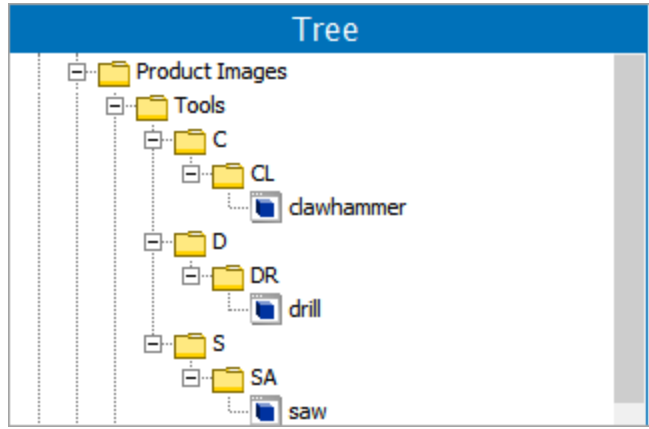 Tree
Product Images
Tools
C
CL
clawhammer
D
DR
drill
S
SA
saw